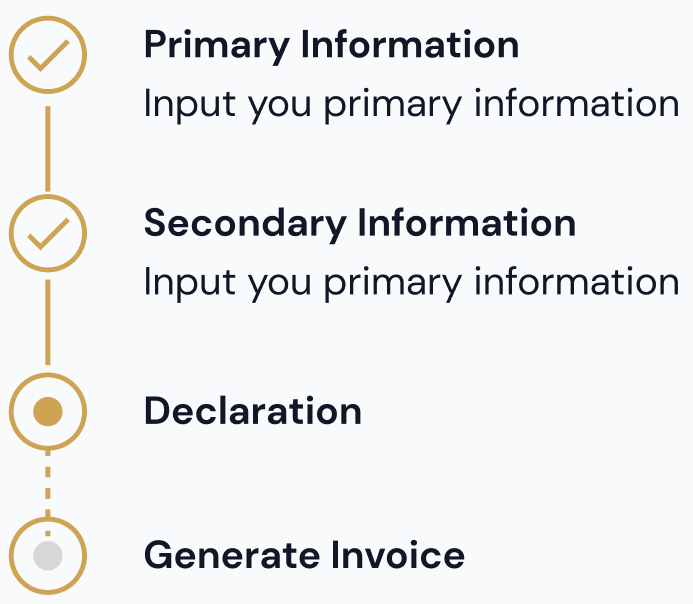 Primary Information
Input you primary information
Secondary Information
Input you primary information
Declaration
Generate Invoice